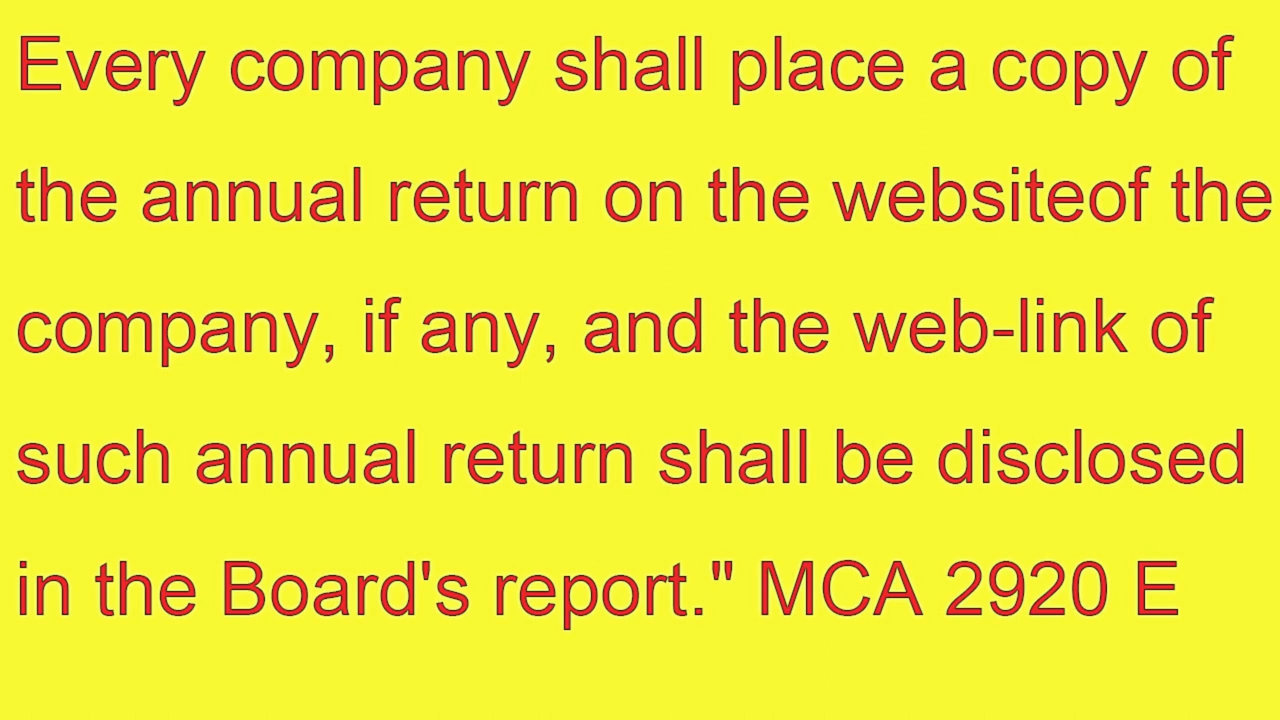 Every company shall place a copy of
the annual return on the websiteof the
company, if any, and the web-link of
such annual return shall be disclosed
in the Board's report." MCA 2920 E